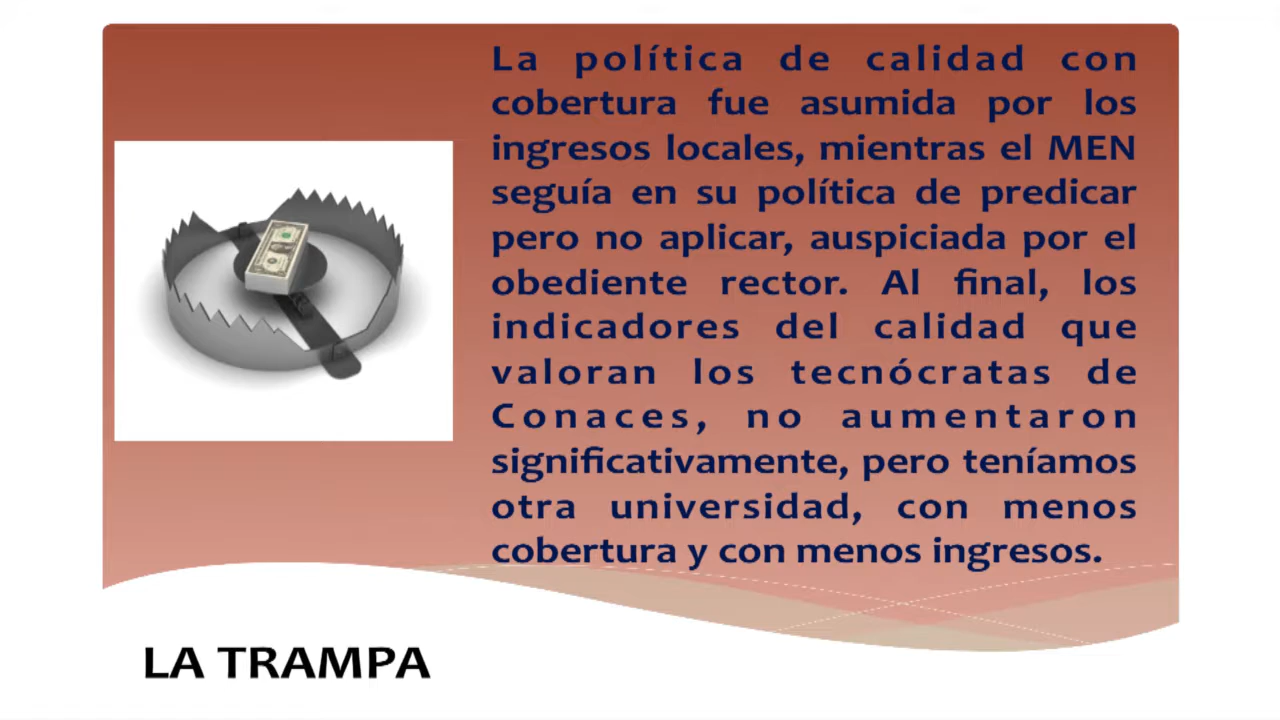 La política de calidad con
cobertura fue asumida por los
ingresos locales, mientras el MEN
seguía en su política de predicar
pero no aplicar, auspiciada por el
obediente rector. Al final, los
indicadores del calidad que
valoran los tecnócratas de
Conaces, no aumentaron
significativamente, pero teníamos
otra universidad, con menos
cobertura y con menos ingresos.
LA TRAMPA